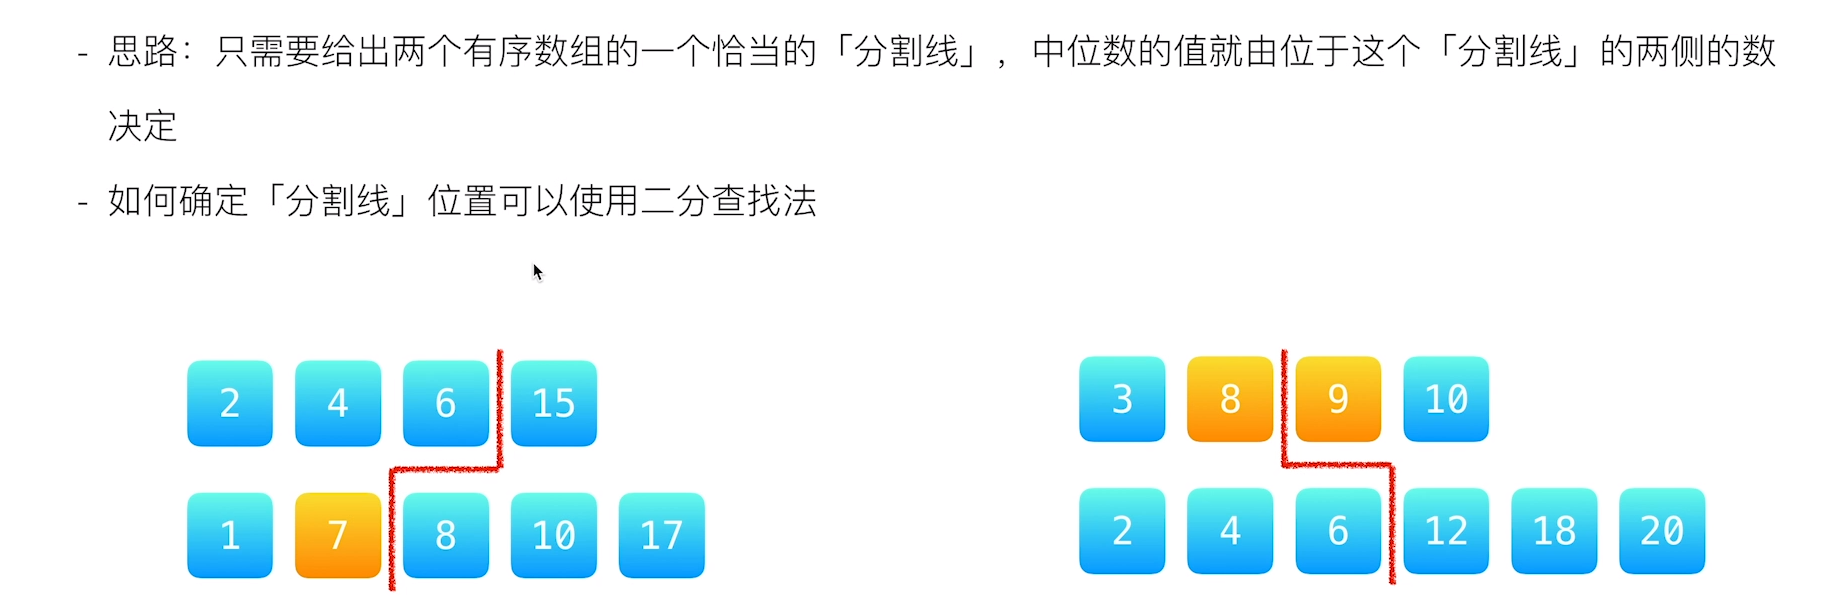 - 思路：只需要给出两个有序数组的一个恰当的「分割线」，中位数的值就由位于这个「分割线」的两侧的数
决定
- 如何确定「分割线」位置可以使用二分查找法
2 4 6 15
1 7 8 10 17
3 8 9 10
2 4 6 12 18 20